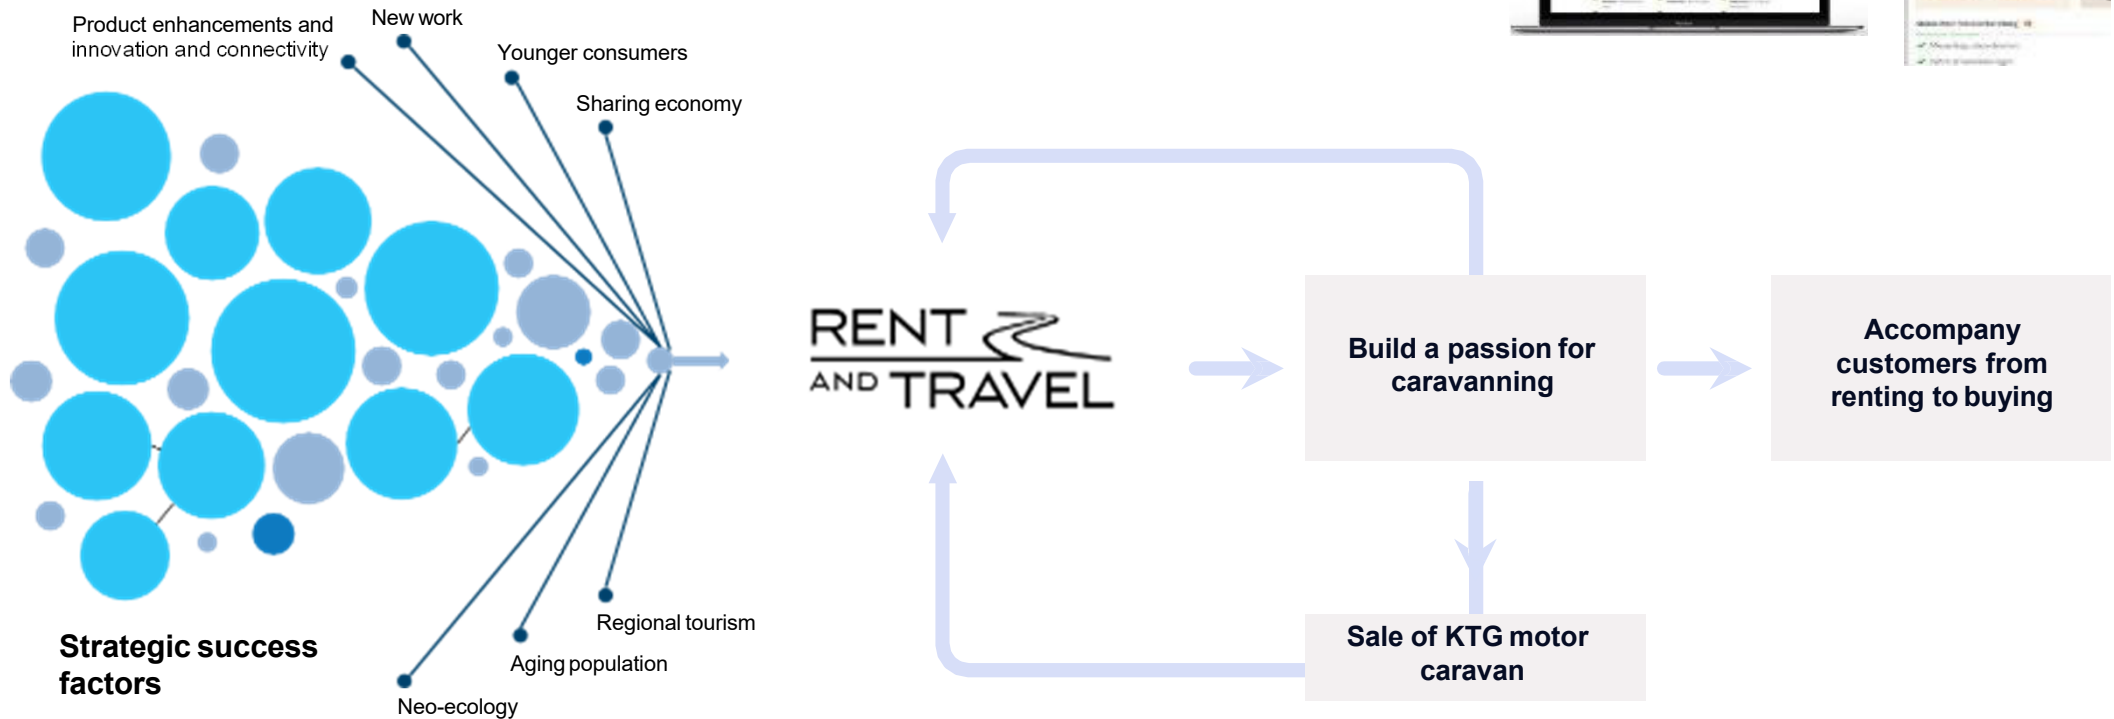 Product enhancements and
innovation and connectivity
New work
Younger consumers
Sharing economy
RENT
AND TRAVEL
Build a passion for
caravanning
Accompany
customers from
renting to buying
Sale of KTG motor
caravan
Regional tourism
Aging population
Neo-ecology
Strategic success
factors